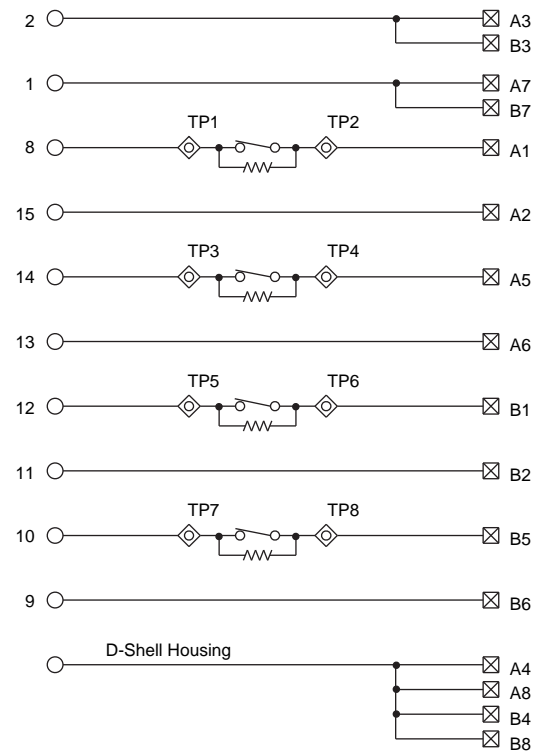 2 A3
B3
1 A7
B7
TP1 TP2
8 A1
15 A2
TP3 TP4
14 A5
13 A6
TP5 TP6
12 B1
11 B2
TP7 TP8
10 B5
9 B6
D-Shell Housing
A4
A8
B4
B8